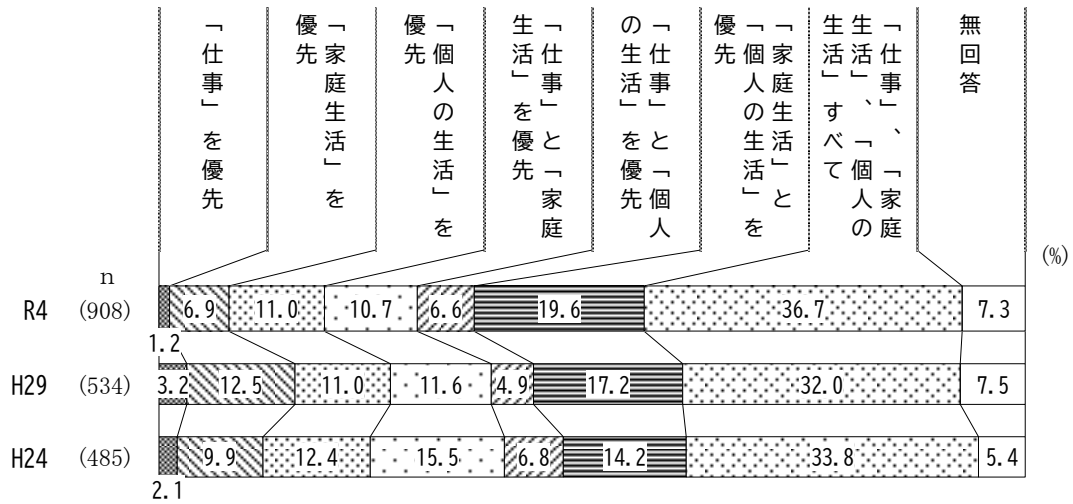 「仕事」を優先
「家庭生活」を
優先
「個人の生活」を
優先
「仕事」と「家庭
生活」を優先
「仕事」と「個人
の生活」を優先
「家庭生活」と
「個人の生活」を
優先
「仕事」、「家庭
生活」、「個人の
生活」すべて
無回答
(%)
n
R4 (908) 1.2 6.9 11.0 10.7 6.6 19.6 36.7 7.3
H29 (534) 3.2 12.5 11.0 11.6 4.9 17.2 32.0 7.5
H24 (485) 2.1 9.9 12.4 15.5 6.8 14.2 33.8 5.4